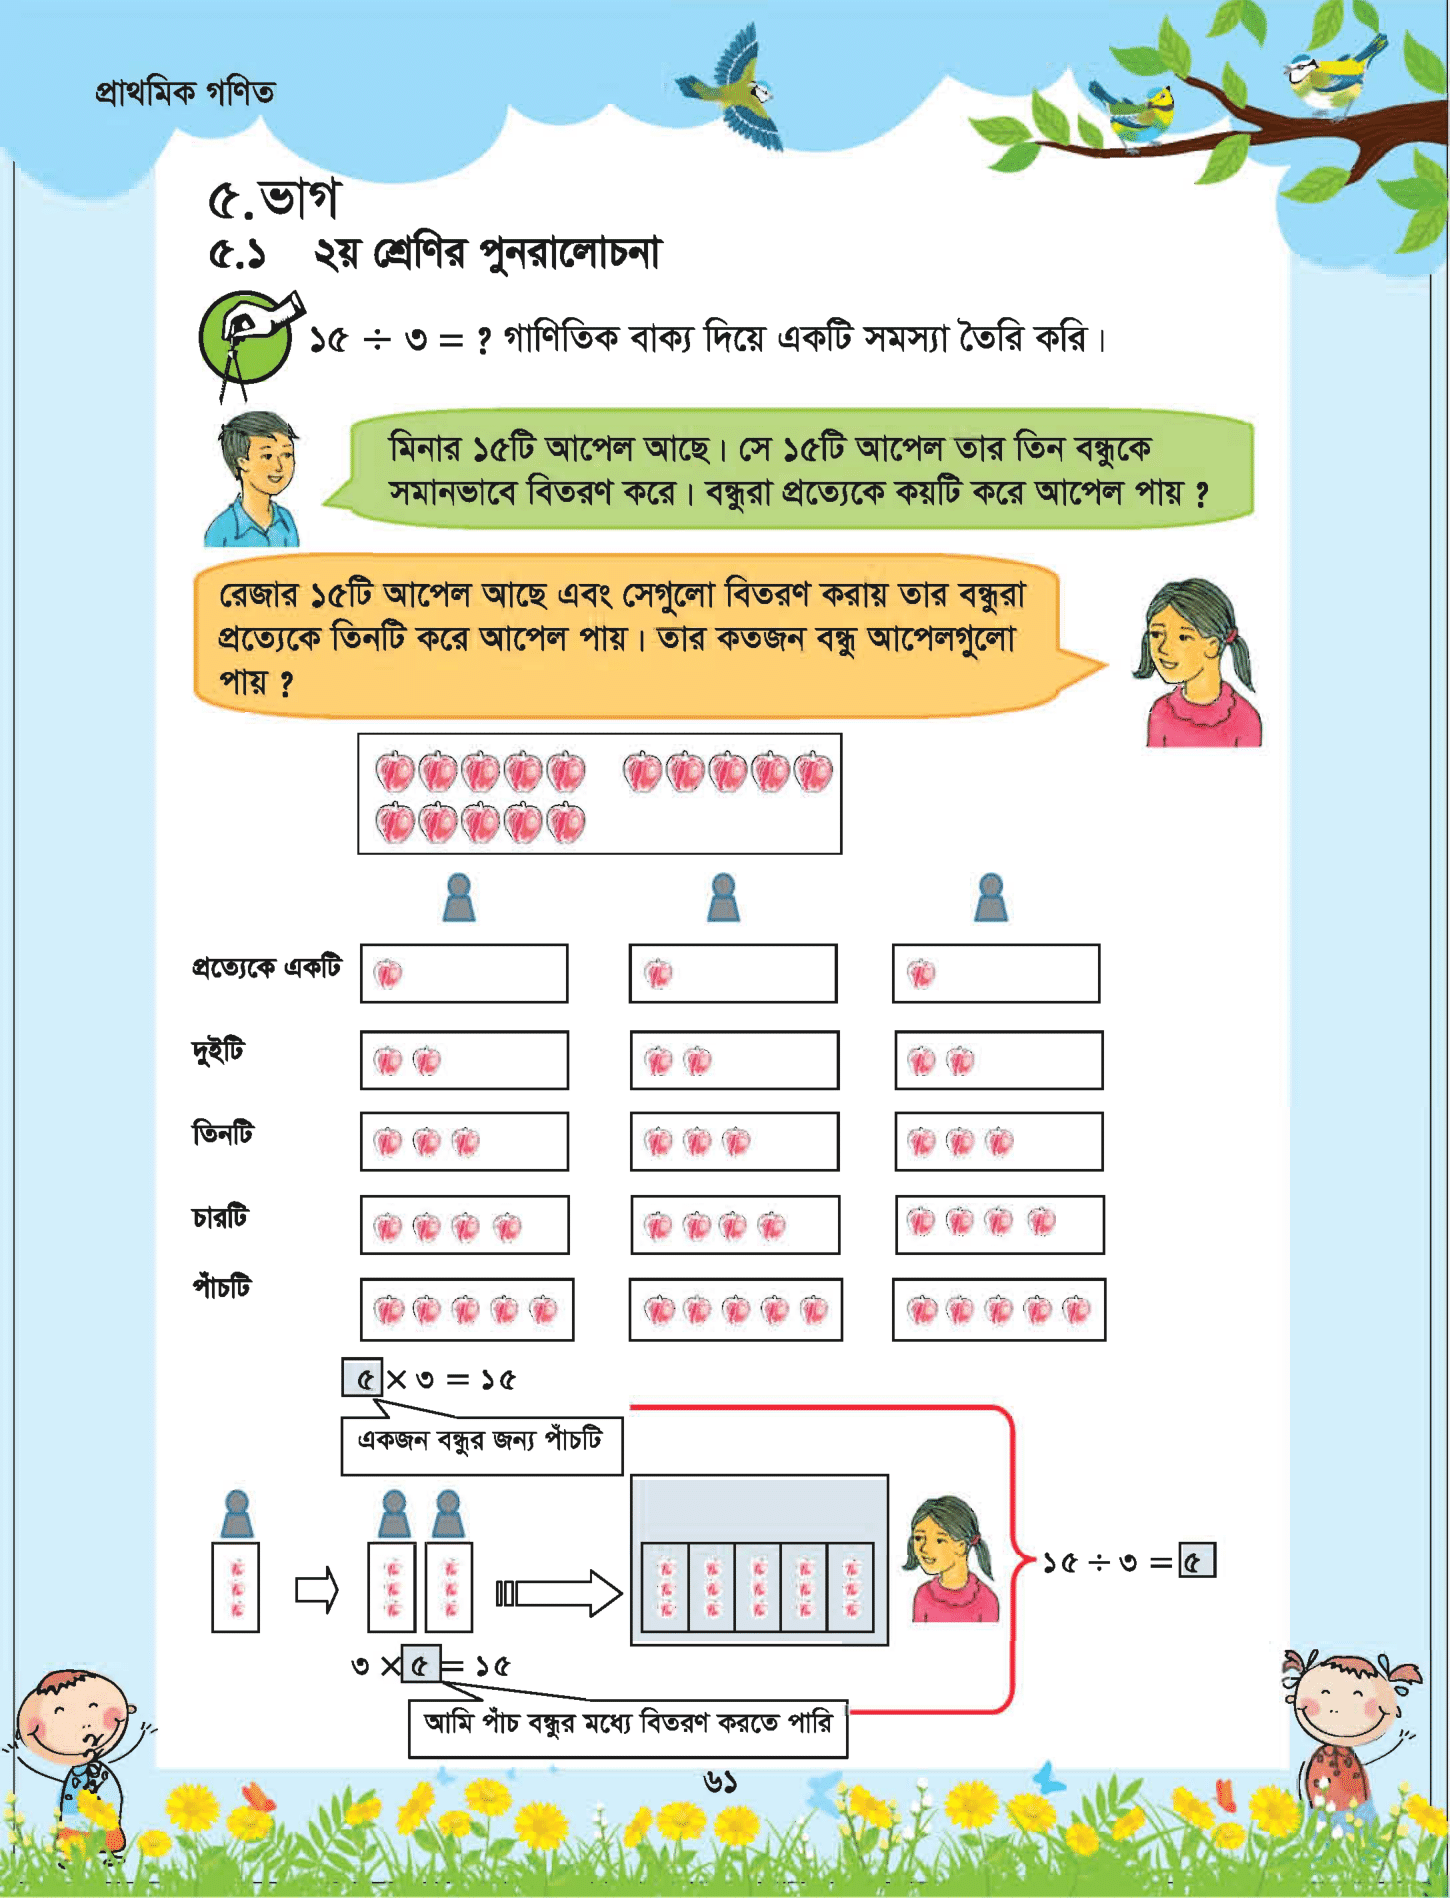 প্রাথমিক গণিত
৫.ভাগ
৫.১ ২য় শ্রেণির পুনরালোচনা
১৫ ÷ ৩ = ? গাণিতিক বাক্য দিয়ে একটি সমস্যা তৈরি করি।
মিনার ১৫টি আপেল আছে। সে ১৫টি আপেল তার তিন বন্ধুকে
সমানভাবে বিতরণ করে। বন্ধুরা প্রত্যেকে কয়টি করে আপেল পায় ?
রেজার ১৫টি আপেল আছে এবং সেগুলো বিতরণ করায় তার বন্ধুরা
প্রত্যেকে তিনটি করে আপেল পায়। তার কতজন বন্ধু আপেলগুলো
পায় ?
প্রত্যেকে একটি
দুইটি
তিনটি
চারটি
পাঁচটি
৫ × ৩ = ১৫
একজন বন্ধুর জন্য পাঁচটি
১৫ ÷ ৩ = ৫
৩ × ৫ = ১৫
আমি পাঁচ বন্ধুর মধ্যে বিতরণ করতে পারি
৬১